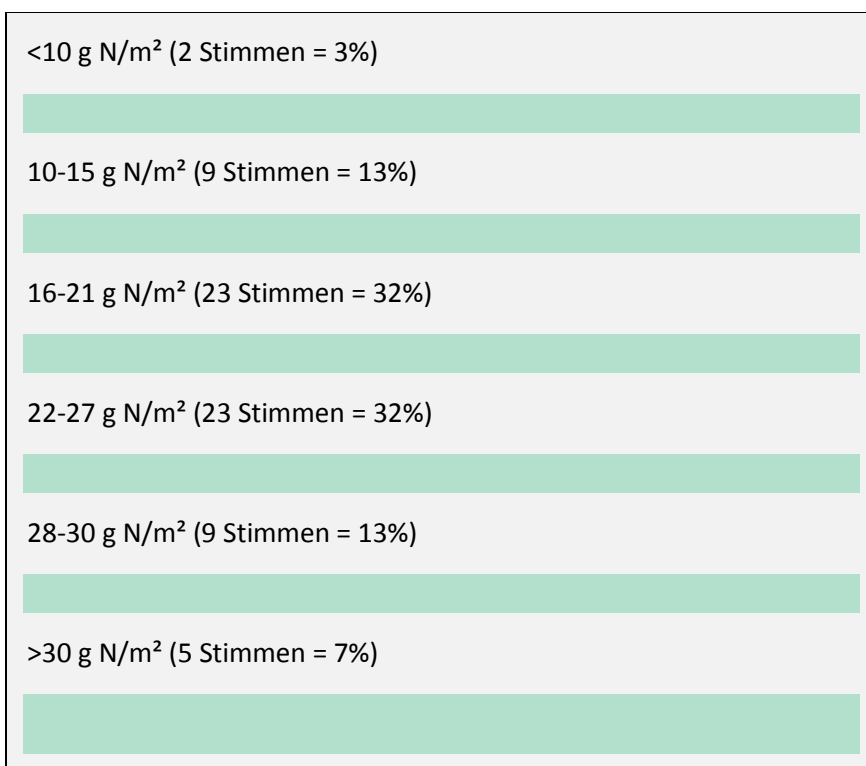 <10 g N/m² (2 Stimmen = 3%)
10-15 g N/m² (9 Stimmen = 13%)
16-21 g N/m² (23 Stimmen = 32%)
22-27 g N/m² (23 Stimmen = 32%)
28-30 g N/m² (9 Stimmen = 13%)
>30 g N/m² (5 Stimmen = 7%)